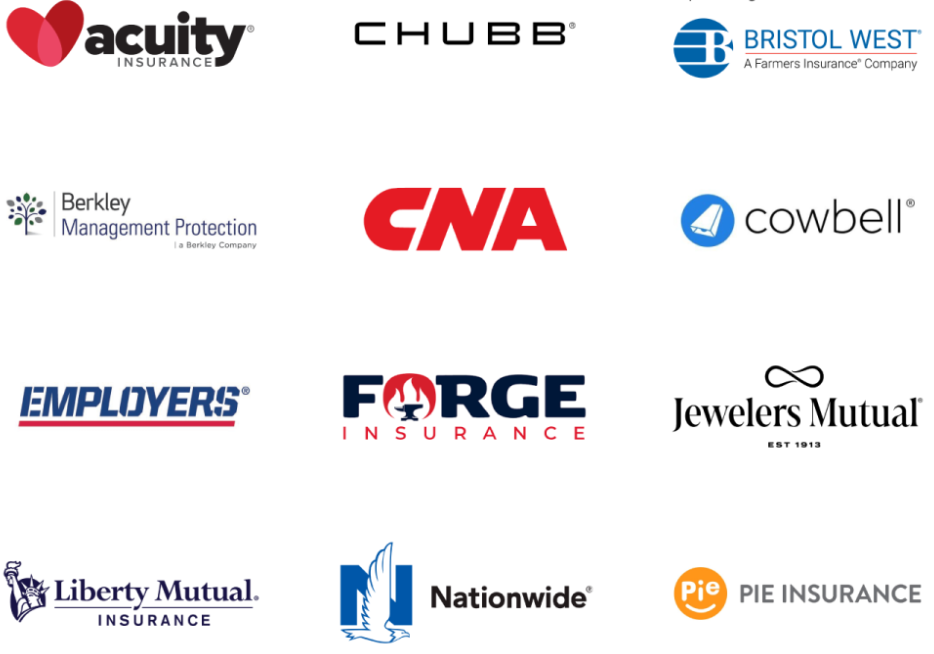 acuity®
INSURANCE
CHUBB®
BRISTOL WEST®
A Farmers Insurance® Company
Berkley
Management Protection
| a Berkley Company
CNA
cowbell®
EMPLOYERS®
FORGE
INSURANCE
Jewelers Mutual®
EST 1913
Liberty Mutual®
INSURANCE
N
Nationwide®
Pie
PIE INSURANCE